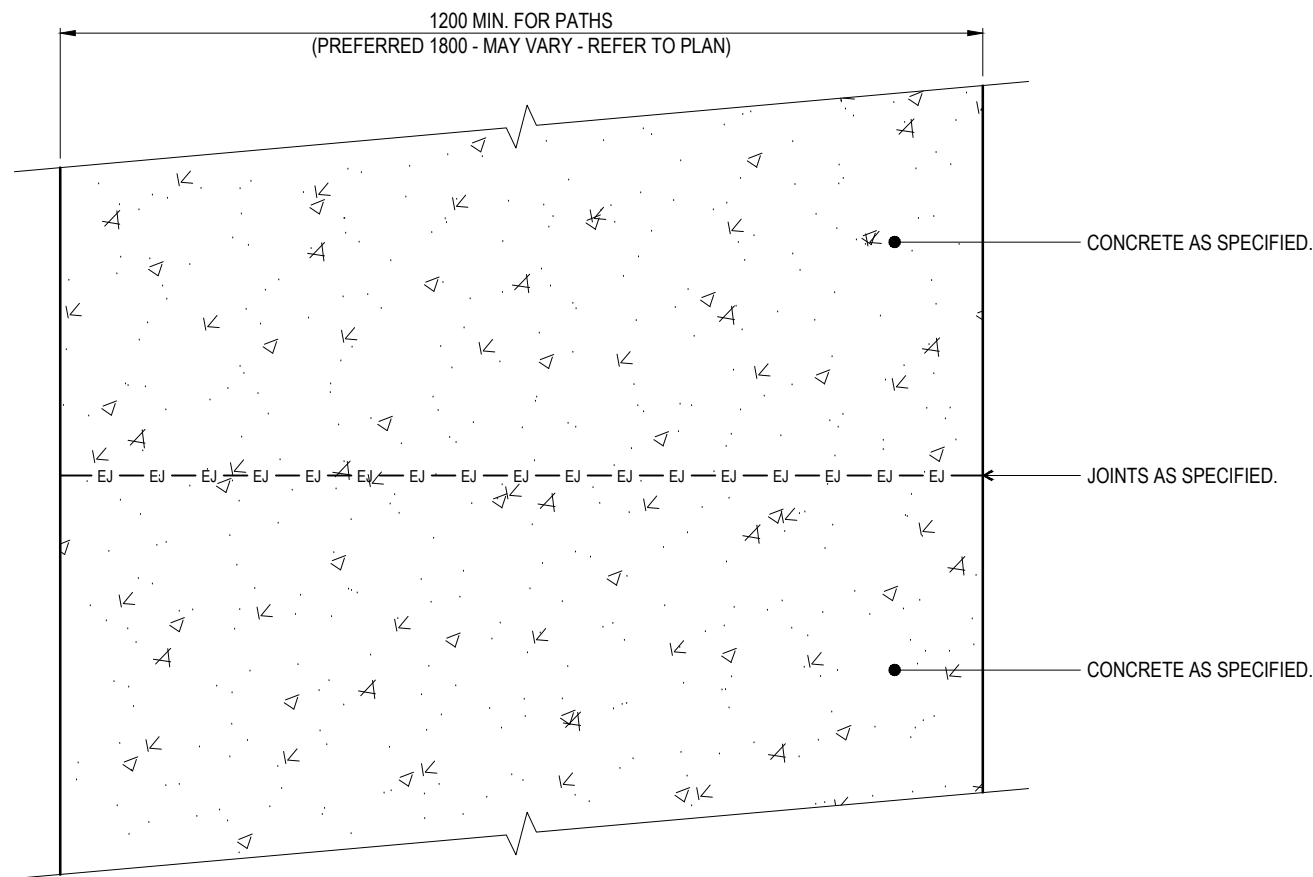 1200 MIN. FOR PATHS
(PREFERRED 1800 - MAY VARY - REFER TO PLAN)
CONCRETE AS SPECIFIED.
EJ EJ EJ EJ EJ EJ EJ EJ EJ EJ EJ EJ EJ EJ EJ EJ EJ
JOINTS AS SPECIFIED.
CONCRETE AS SPECIFIED.